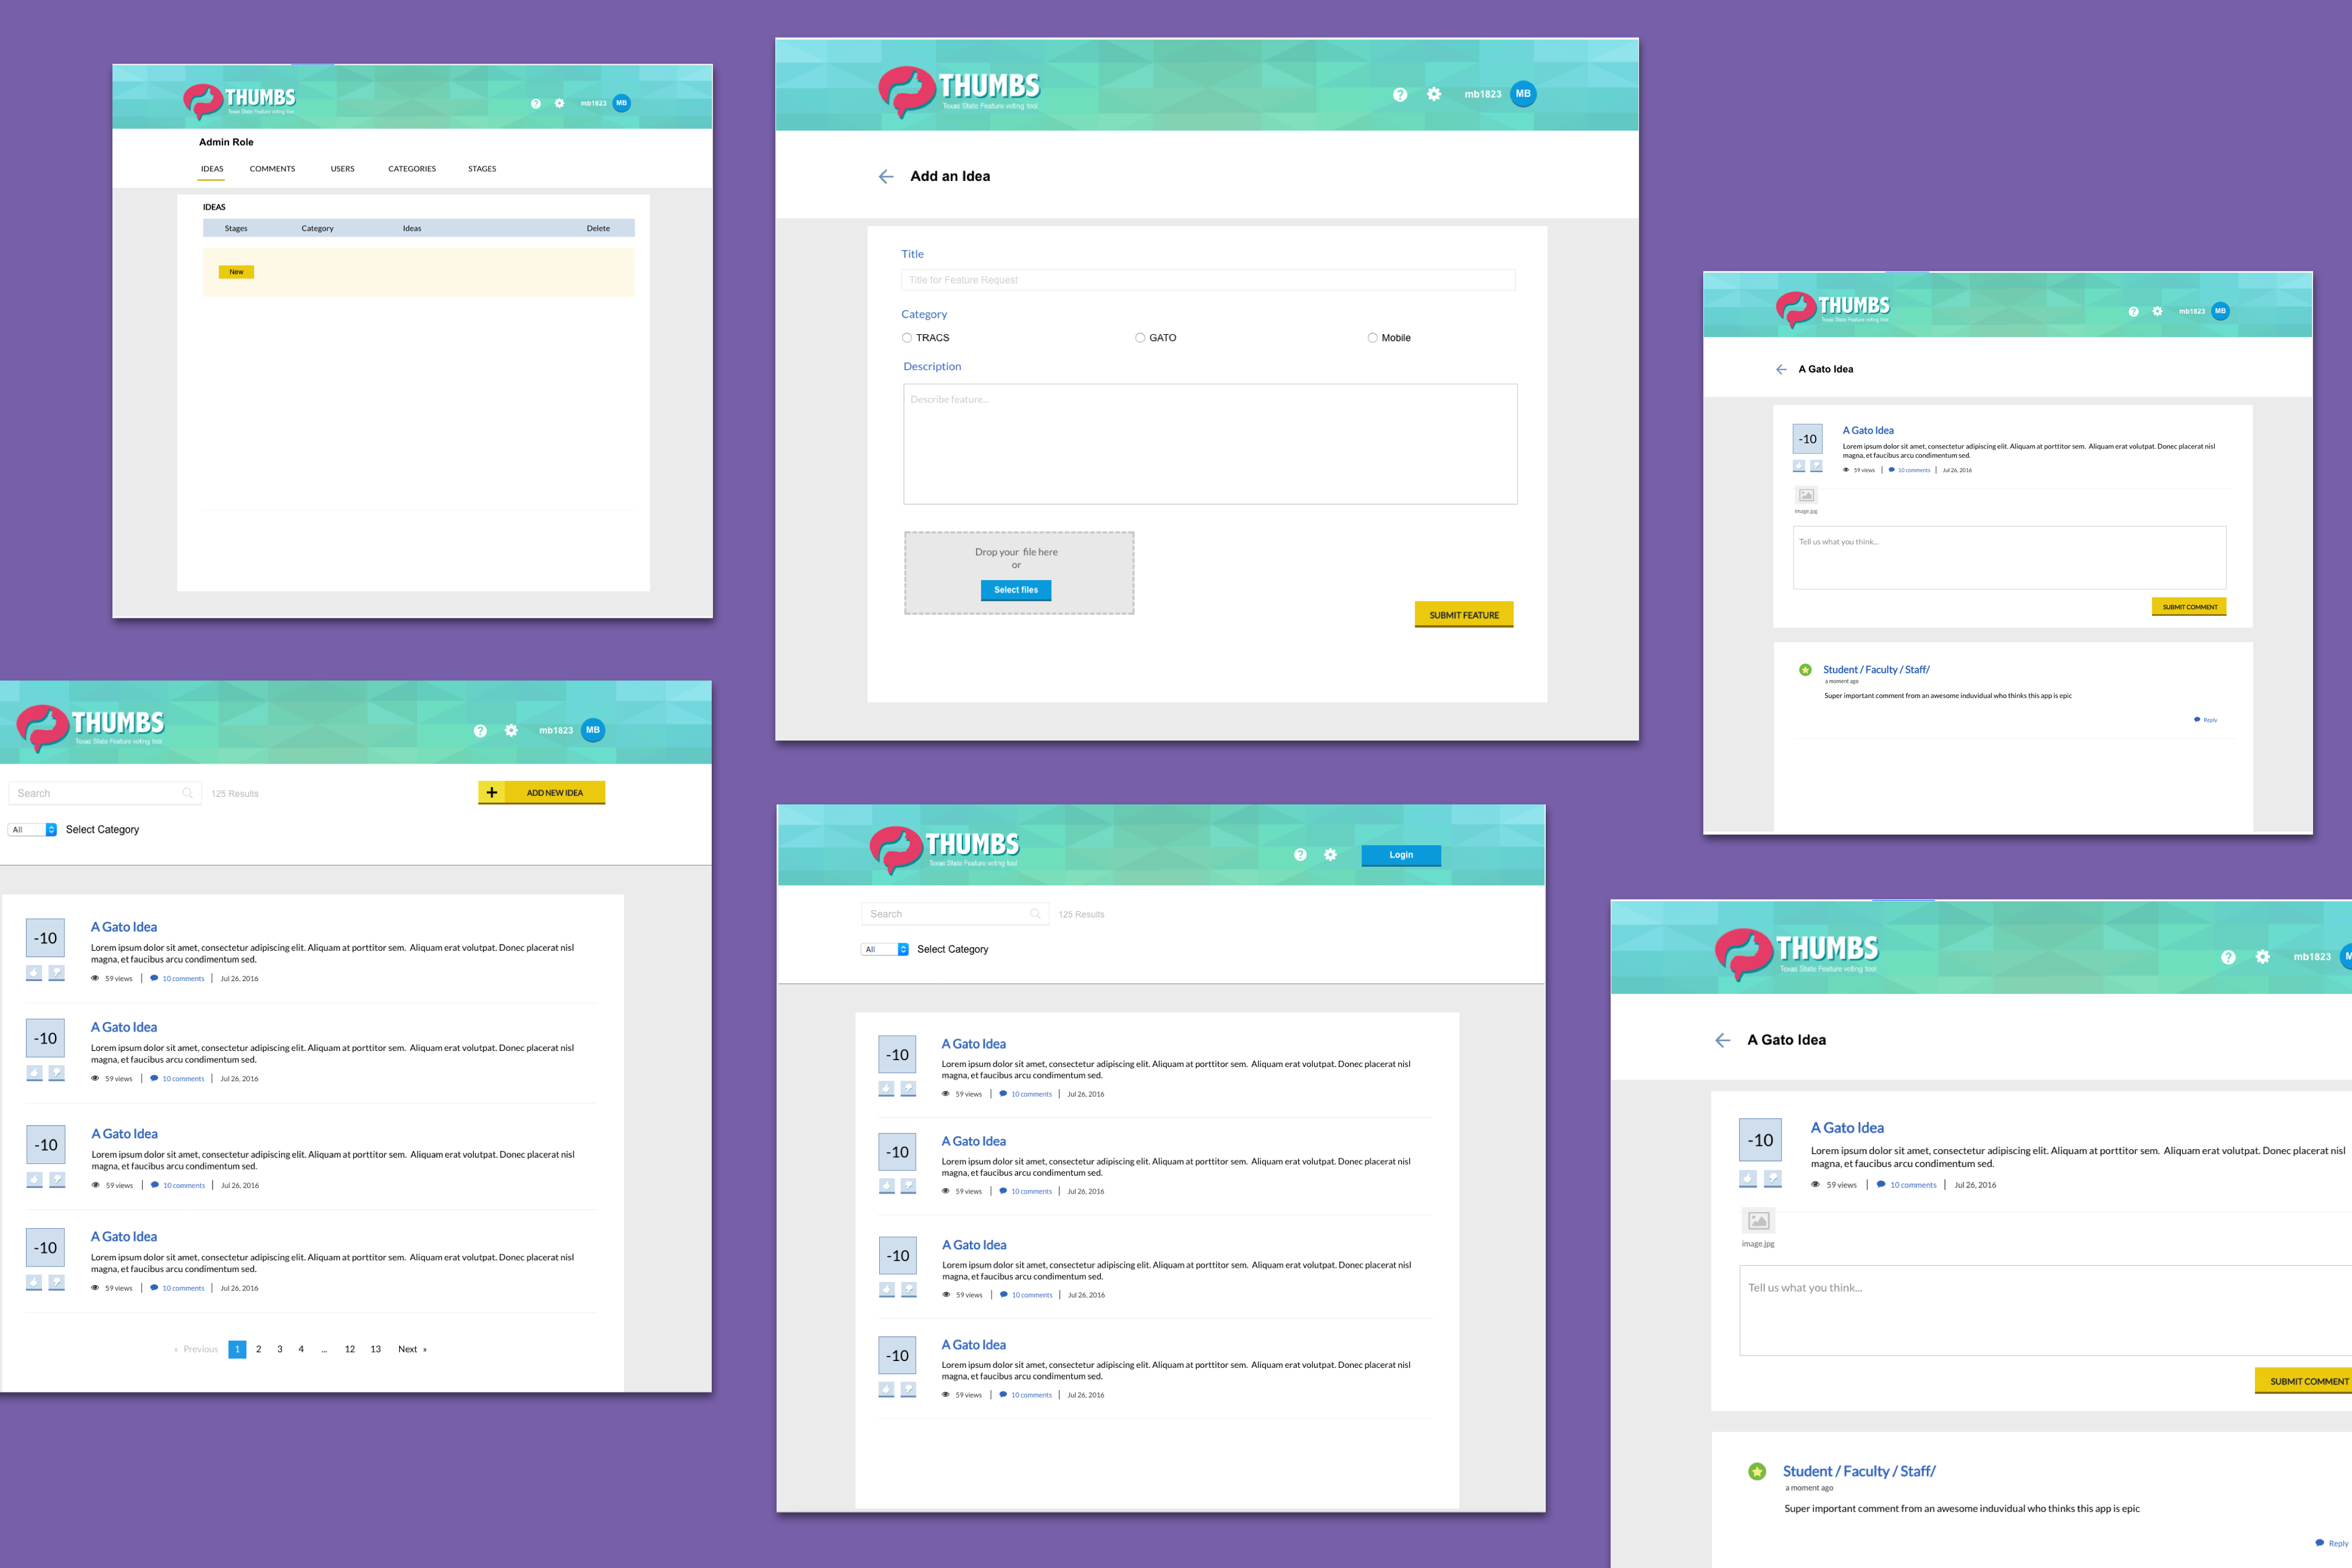 THUMBS
Texas State Feature voting tool
mb1823 MB
Admin Role
IDEAS COMMENTS USERS CATEGORIES STAGES
IDEAS
Stages Category Ideas Delete
New
THUMBS
Texas State Feature voting tool
mb1823 MB
Add an Idea
Title
Title for Feature Request
Category
TRACS GATO Mobile
Description
Describe feature...
Drop your file here
or
Select files
SUBMIT FEATURE
THUMBS
Texas State Feature voting tool
mb1823 MB
A Gato Idea
-10
A Gato Idea
Lorem ipsum dolor sit amet, consectetur adipiscing elit. Aliquam at porttitor sem. Aliquam erat volutpat. Donec placerat nisl
magna, et faucibus arcu condimentum sed.
59 views | 10 comments | Jul 26, 2016
image.jpg
Tell us what you think...
SUBMIT COMMENT
Student / Faculty / Staff/
a moment ago
Super important comment from an awesome induvidual who thinks this app is epic
Reply
THUMBS
Texas State Feature voting tool
mb1823 MB
Search 125 Results
+ ADD NEW IDEA
All Select Category
-10
A Gato Idea
Lorem ipsum dolor sit amet, consectetur adipiscing elit. Aliquam at porttitor sem. Aliquam erat volutpat. Donec placerat nisl
magna, et faucibus arcu condimentum sed.
59 views | 10 comments | Jul 26, 2016
-10
A Gato Idea
Lorem ipsum dolor sit amet, consectetur adipiscing elit. Aliquam at porttitor sem. Aliquam erat volutpat. Donec placerat nisl
magna, et faucibus arcu condimentum sed.
59 views | 10 comments | Jul 26, 2016
-10
A Gato Idea
Lorem ipsum dolor sit amet, consectetur adipiscing elit. Aliquam at porttitor sem. Aliquam erat volutpat. Donec placerat nisl
magna, et faucibus arcu condimentum sed.
59 views | 10 comments | Jul 26, 2016
-10
A Gato Idea
Lorem ipsum dolor sit amet, consectetur adipiscing elit. Aliquam at porttitor sem. Aliquam erat volutpat. Donec placerat nisl
magna, et faucibus arcu condimentum sed.
59 views | 10 comments | Jul 26, 2016
« Previous 1 2 3 4 ... 12 13 Next »
THUMBS
Texas State Feature voting tool
Login
Search 125 Results
All Select Category
-10
A Gato Idea
Lorem ipsum dolor sit amet, consectetur adipiscing elit. Aliquam at porttitor sem. Aliquam erat volutpat. Donec placerat nisl
magna, et faucibus arcu condimentum sed.
59 views | 10 comments | Jul 26, 2016
-10
A Gato Idea
Lorem ipsum dolor sit amet, consectetur adipiscing elit. Aliquam at porttitor sem. Aliquam erat volutpat. Donec placerat nisl
magna, et faucibus arcu condimentum sed.
59 views | 10 comments | Jul 26, 2016
-10
A Gato Idea
Lorem ipsum dolor sit amet, consectetur adipiscing elit. Aliquam at porttitor sem. Aliquam erat volutpat. Donec placerat nisl
magna, et faucibus arcu condimentum sed.
59 views | 10 comments | Jul 26, 2016
-10
A Gato Idea
Lorem ipsum dolor sit amet, consectetur adipiscing elit. Aliquam at porttitor sem. Aliquam erat volutpat. Donec placerat nisl
magna, et faucibus arcu condimentum sed.
59 views | 10 comments | Jul 26, 2016
THUMBS
Texas State Feature voting tool
mb1823 M
A Gato Idea
-10
A Gato Idea
Lorem ipsum dolor sit amet, consectetur adipiscing elit. Aliquam at porttitor sem. Aliquam erat volutpat. Donec placerat nisl
magna, et faucibus arcu condimentum sed.
59 views | 10 comments | Jul 26, 2016
image.jpg
Tell us what you think...
SUBMIT COMMENT
Student / Faculty / Staff/
a moment ago
Super important comment from an awesome induvidual who thinks this app is epic
Reply